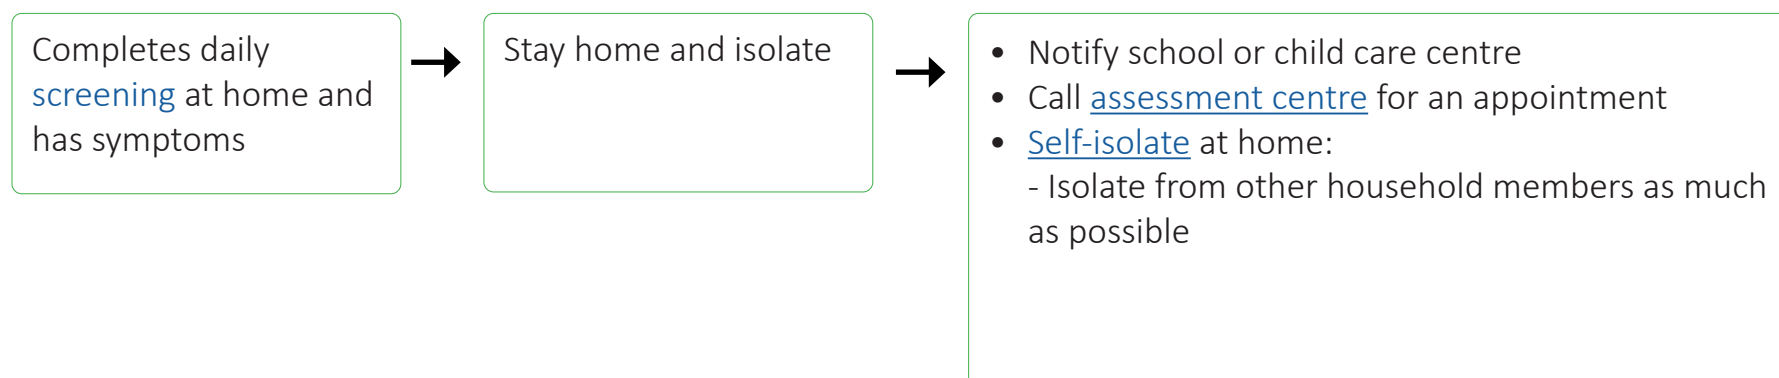 Completes daily
screening at home and
has symptoms
Stay home and isolate
• Notify school or child care centre
• Call assessment centre for an appointment
• Self-isolate at home:
- Isolate from other household members as much
as possible